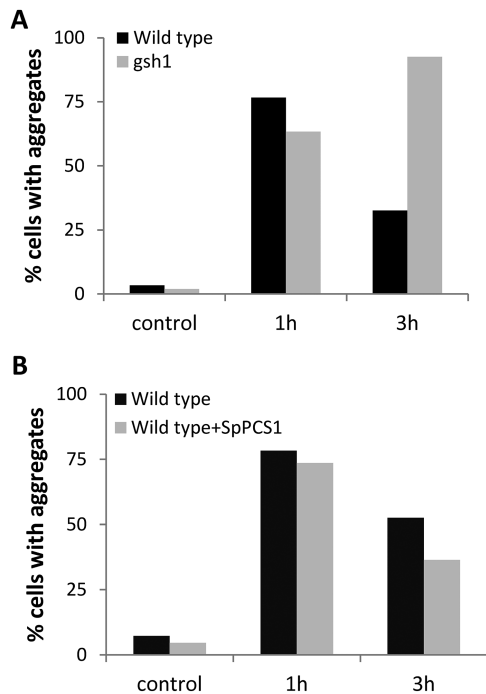 A
% cells with aggregates
100
75
50
25
0
Wild type
gsh1
control 1h 3h
B
% cells with aggregates
100
75
50
25
0
Wild type
Wild type+SpPCS1
control 1h 3h